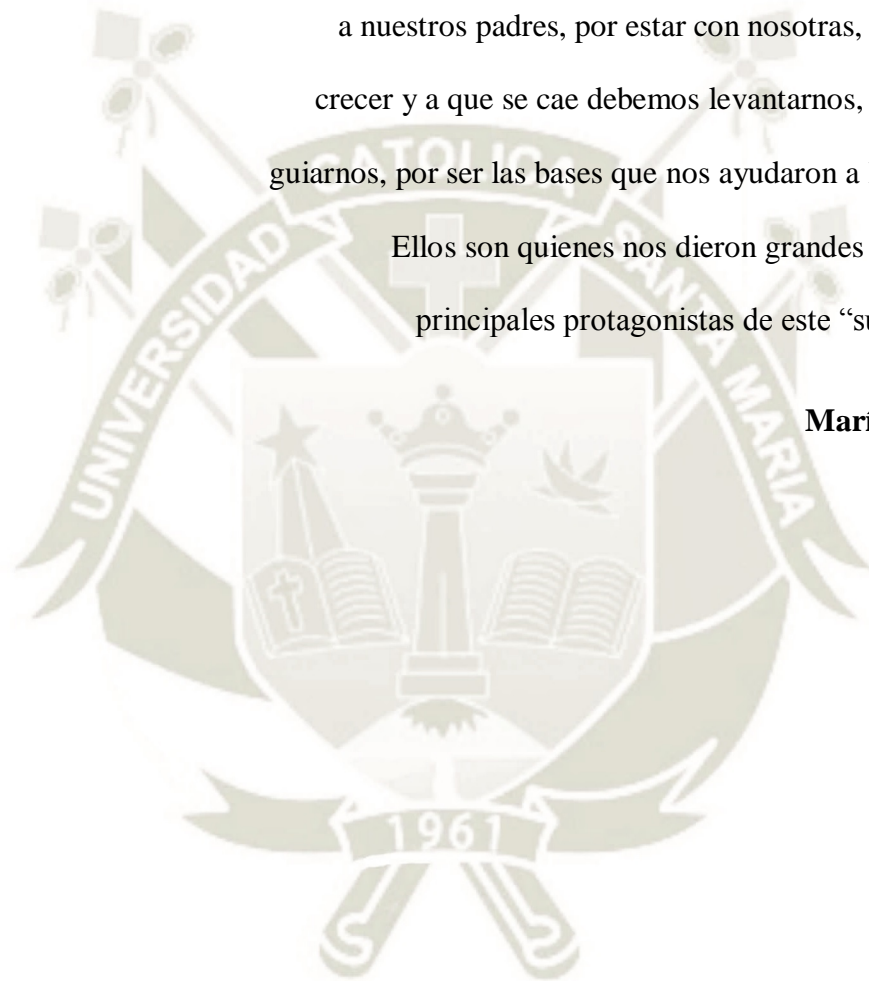 a nuestros padres, por estar con nosotras,
crecer y a que se cae debemos levantarnos,
guiarnos, por ser las bases que nos ayudaron a
Ellos son quienes nos dieron grandes
principales protagonistas de este “su
Marí
UNIVERSIDAD CATOLICA SANTA MARIA
1961